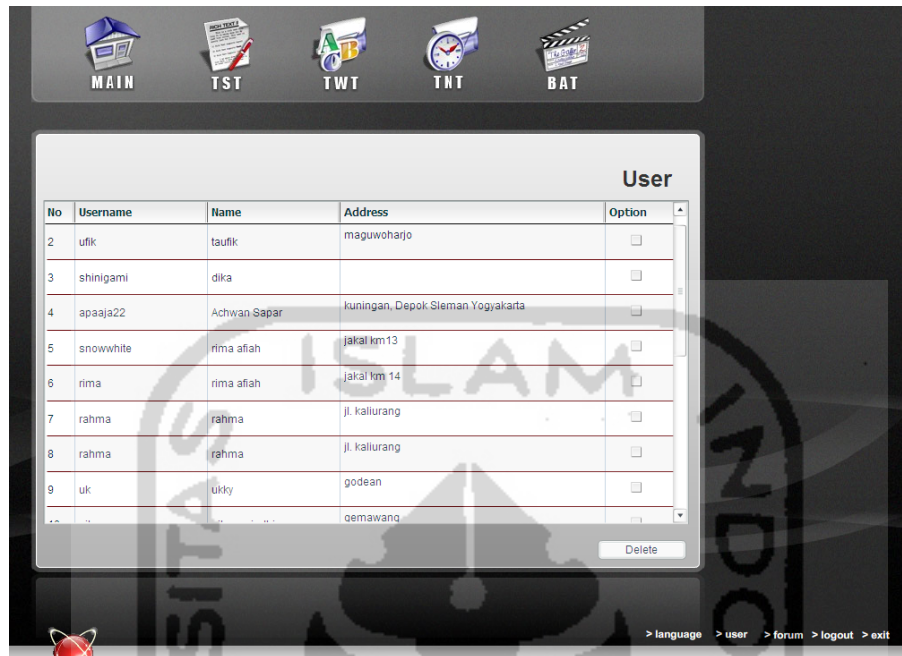 MAIN TST TWT TNT BAT
User
No Username Name Address Option
2 ufik taufik maguwoharjo
3 shinigami dika
4 apaaja22 Achwan Sapar kuningan, Depok Sleman Yogyakarta
5 snowwhite rima afiah jakal km13
6 rima rima afiah jakal km 14
7 rahma rahma jl. kaliurang
8 rahma rahma jl. kaliurang
9 uk ukky godean
gemawang
Delete
ISLAM
SITAS
INDO
> language > user > forum > logout > exit